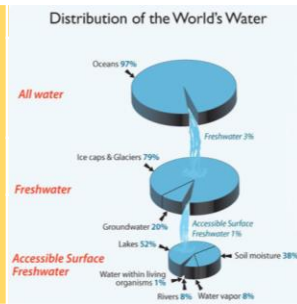 Distribution of the World's Water
Oceans 97%
All water
Freshwater 3%
Ice caps & Glaciers 79%
Freshwater
Groundwater 20%
Accessible Surface
Freshwater 1%
Lakes 52%
Soil moisture 38%
Accessible Surface
Freshwater
Water within living
organisms 1%
Rivers 8%
Water vapor 8%